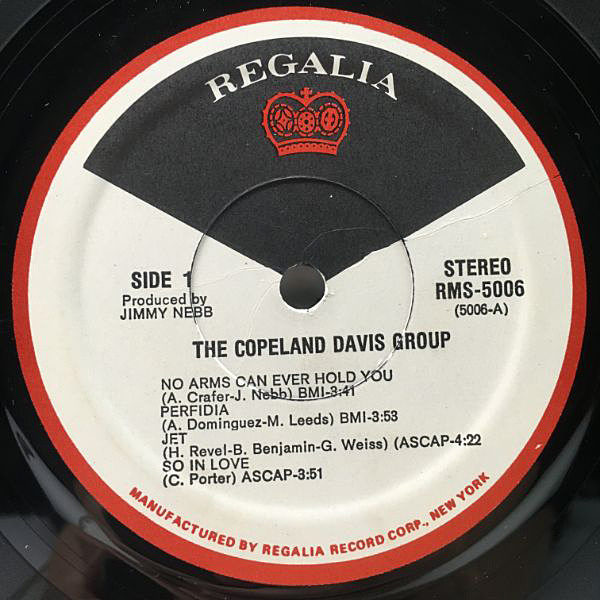 REGALIA
SIDE 1
Produced by
JIMMY NEBB
STEREO
RMS-5006
(5006-A)
THE COPELAND DAVIS GROUP
NO ARMS CAN EVER HOLD YOU
(A. Crafer-J. Nebb) BMI-3:41
PERFIDIA
(A. Dominguez-M. Leeds) BMI-3:53
JET
(H. Revel-B. Benjamin-G. Weiss) (ASCAP-4:22
SO IN LOVE
(C. Porter) ASCAP-3:51
MANUFACTURED BY REGALIA RECORD CORP., NEW YORK